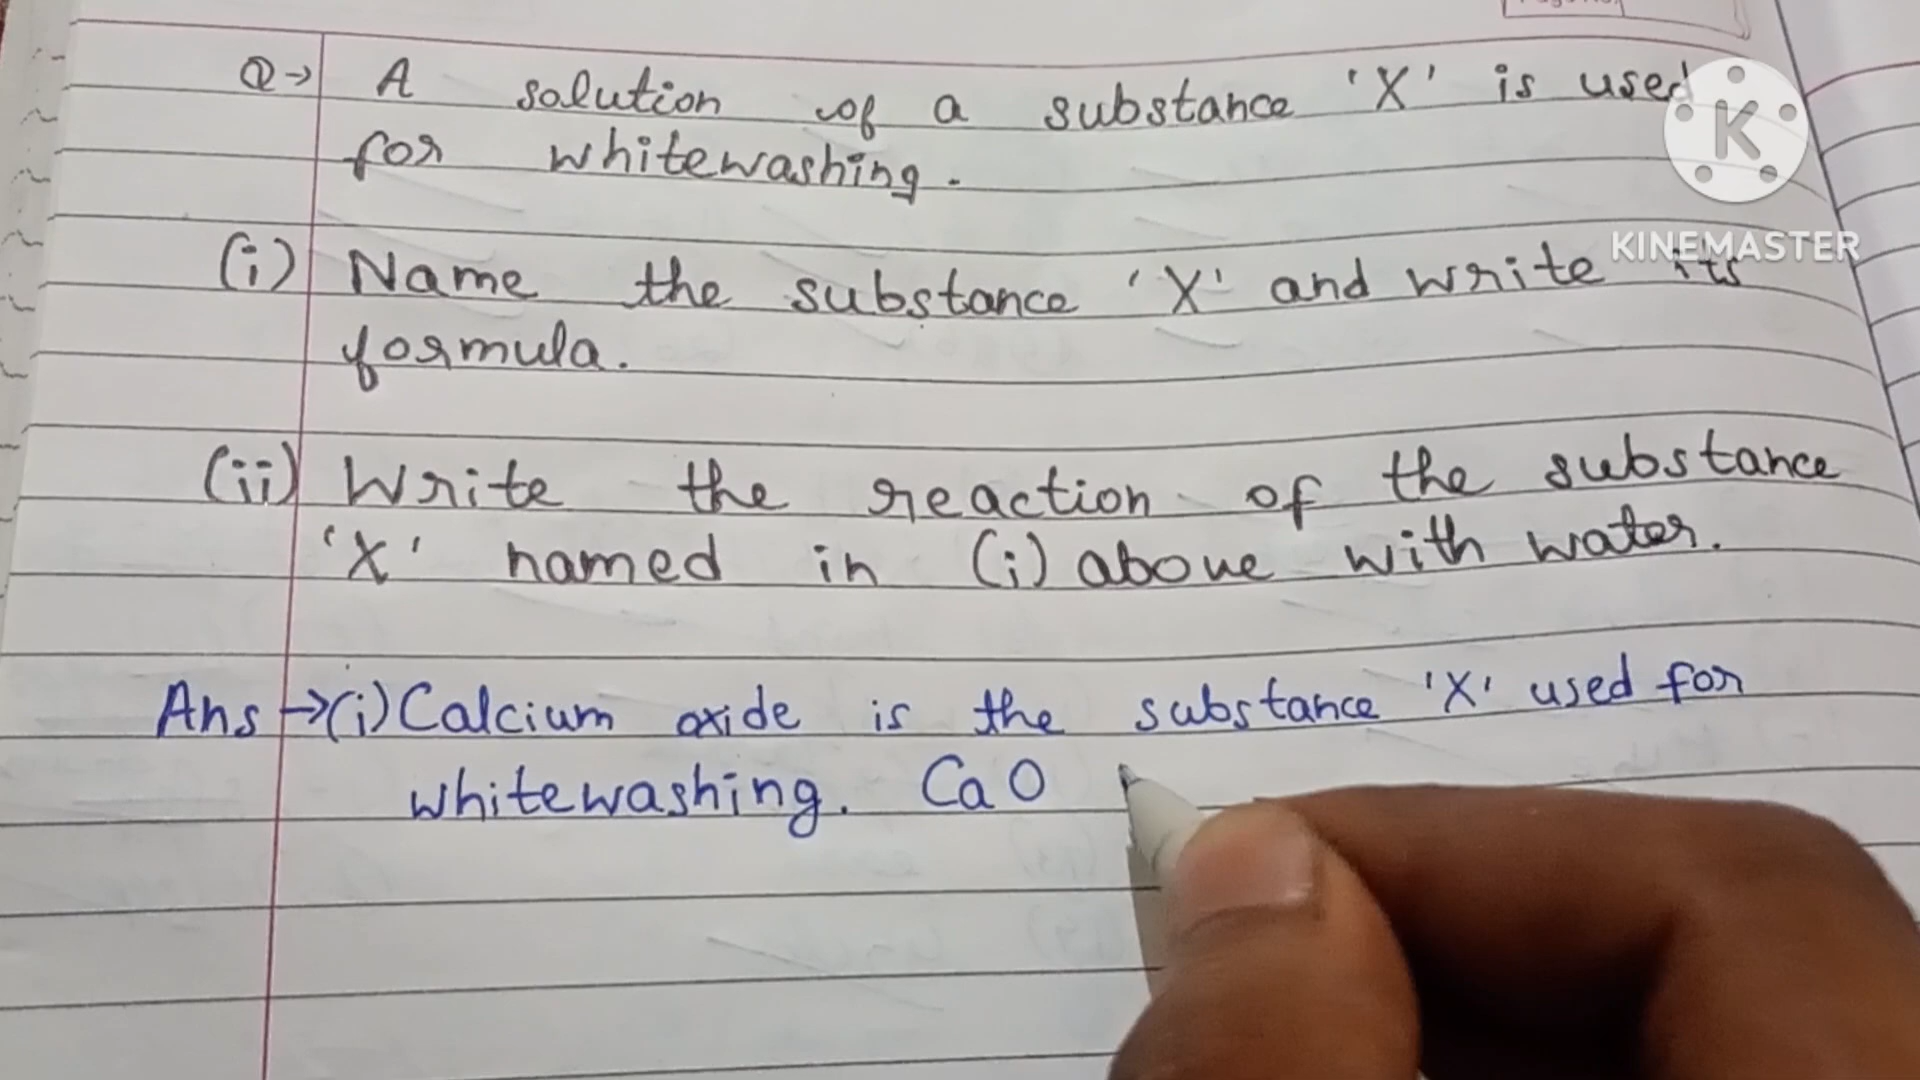 Q→ A solution of a substance 'X' is used
for whitewashing.
KINEMASTER
(i) Name the substance 'X' and write its
formula.
(ii) Write the reaction of the substance
'X' named in (i) above with water.
Ans →(i) Calcium oxide is the substance 'X' used for
whitewashing. CaO